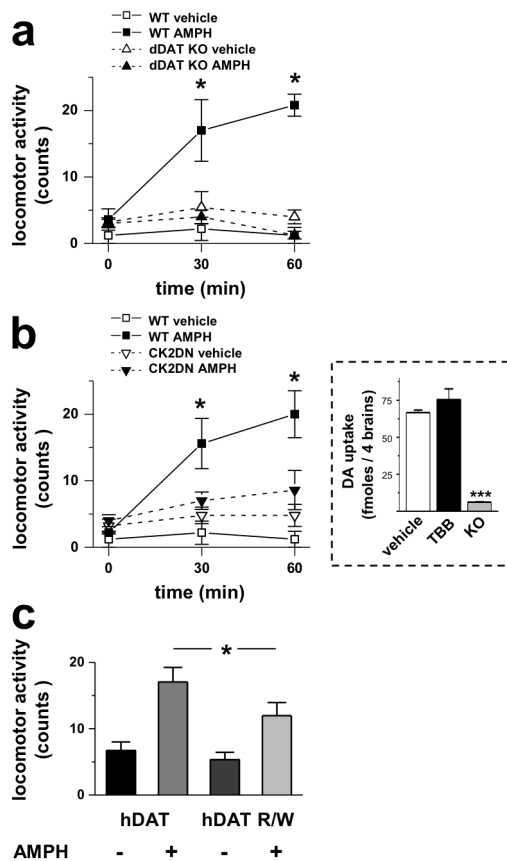 a
WT vehicle
WT AMPH
dDAT KO vehicle
dDAT KO AMPH
locomotor activity
(counts)
20
10
0
* *
0 30 60
time (min)
b
WT vehicle
WT AMPH
CK2DN vehicle
CK2DN AMPH
locomotor activity
(counts)
20
10
0
* *
0 30 60
time (min)
DA uptake
(fmoles / 4 brains)
75
50
25
***
vehicle TBB KO
c
locomotor activity
(counts)
20
10
0
*
hDAT hDAT R/W
AMPH - + - +